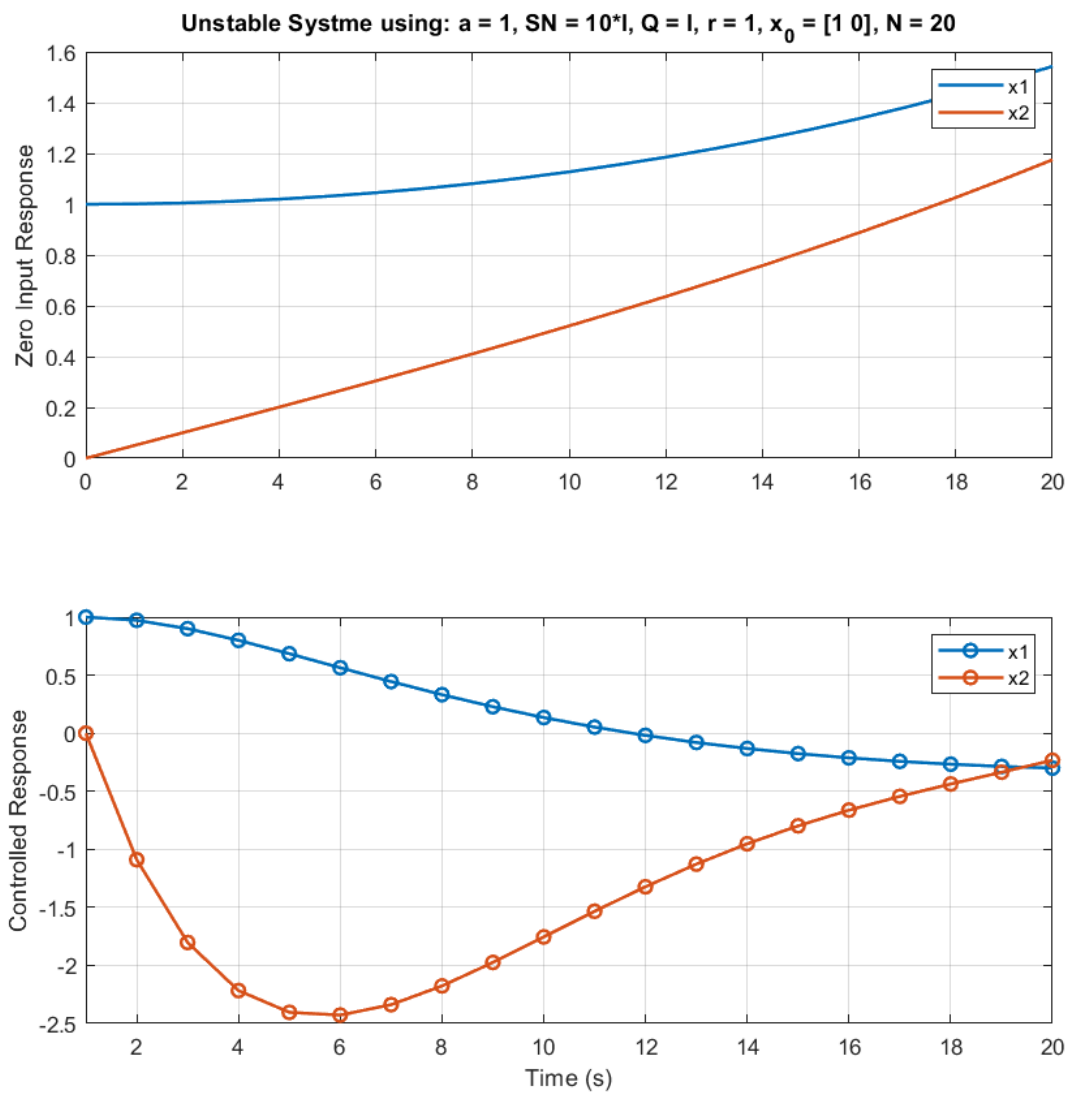 Unstable Systme using: a = 1, SN = 10*I, Q = I, r = 1, x0 = [1 0], N = 20
Zero Input Response
1.6
1.4
1.2
1
0.8
0.6
0.4
0.2
0
0 2 4 6 8 10 12 14 16 18 20
x1
x2
Controlled Response
1
0.5
0
-0.5
-1
-1.5
-2
-2.5
2 4 6 8 10 12 14 16 18 20
x1
x2
Time (s)